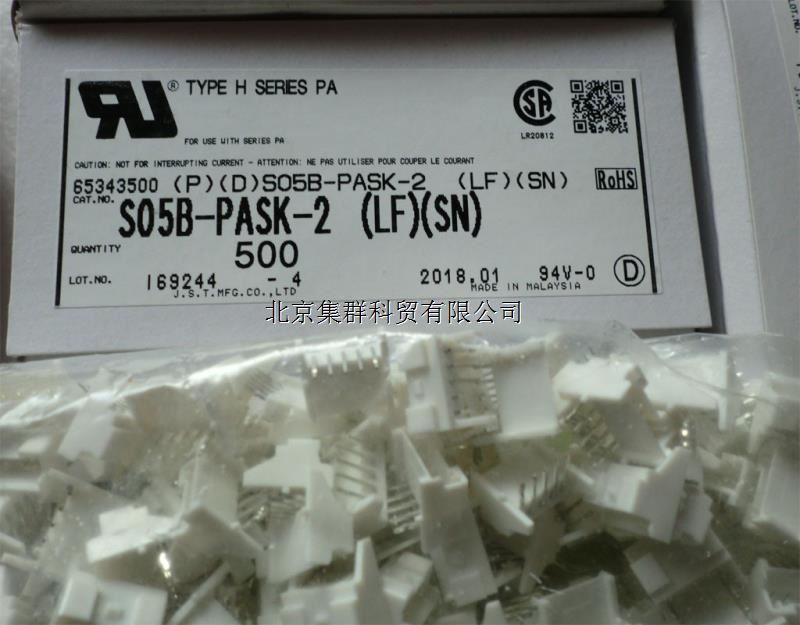 ® TYPE H SERIES PA
FOR USE WITH SERIES PA
LR20812
CAUTION: NOT FOR INTERRUPTING CURRENT - ATTENTION: NE PAS UTILISER POUR COUPER LE COURANT
65343500 (P)(D)S05B-PASK-2 (LF)(SN) RoHS
CAT.NO.
S05B-PASK-2 (LF)(SN)
QUANTITY 500
LOT.NO. I69244 - 4 2018.01 94V-0 D
J.S.T.MFG.CO.,LTD MADE IN MALAYSIA
北京集群科贸有限公司